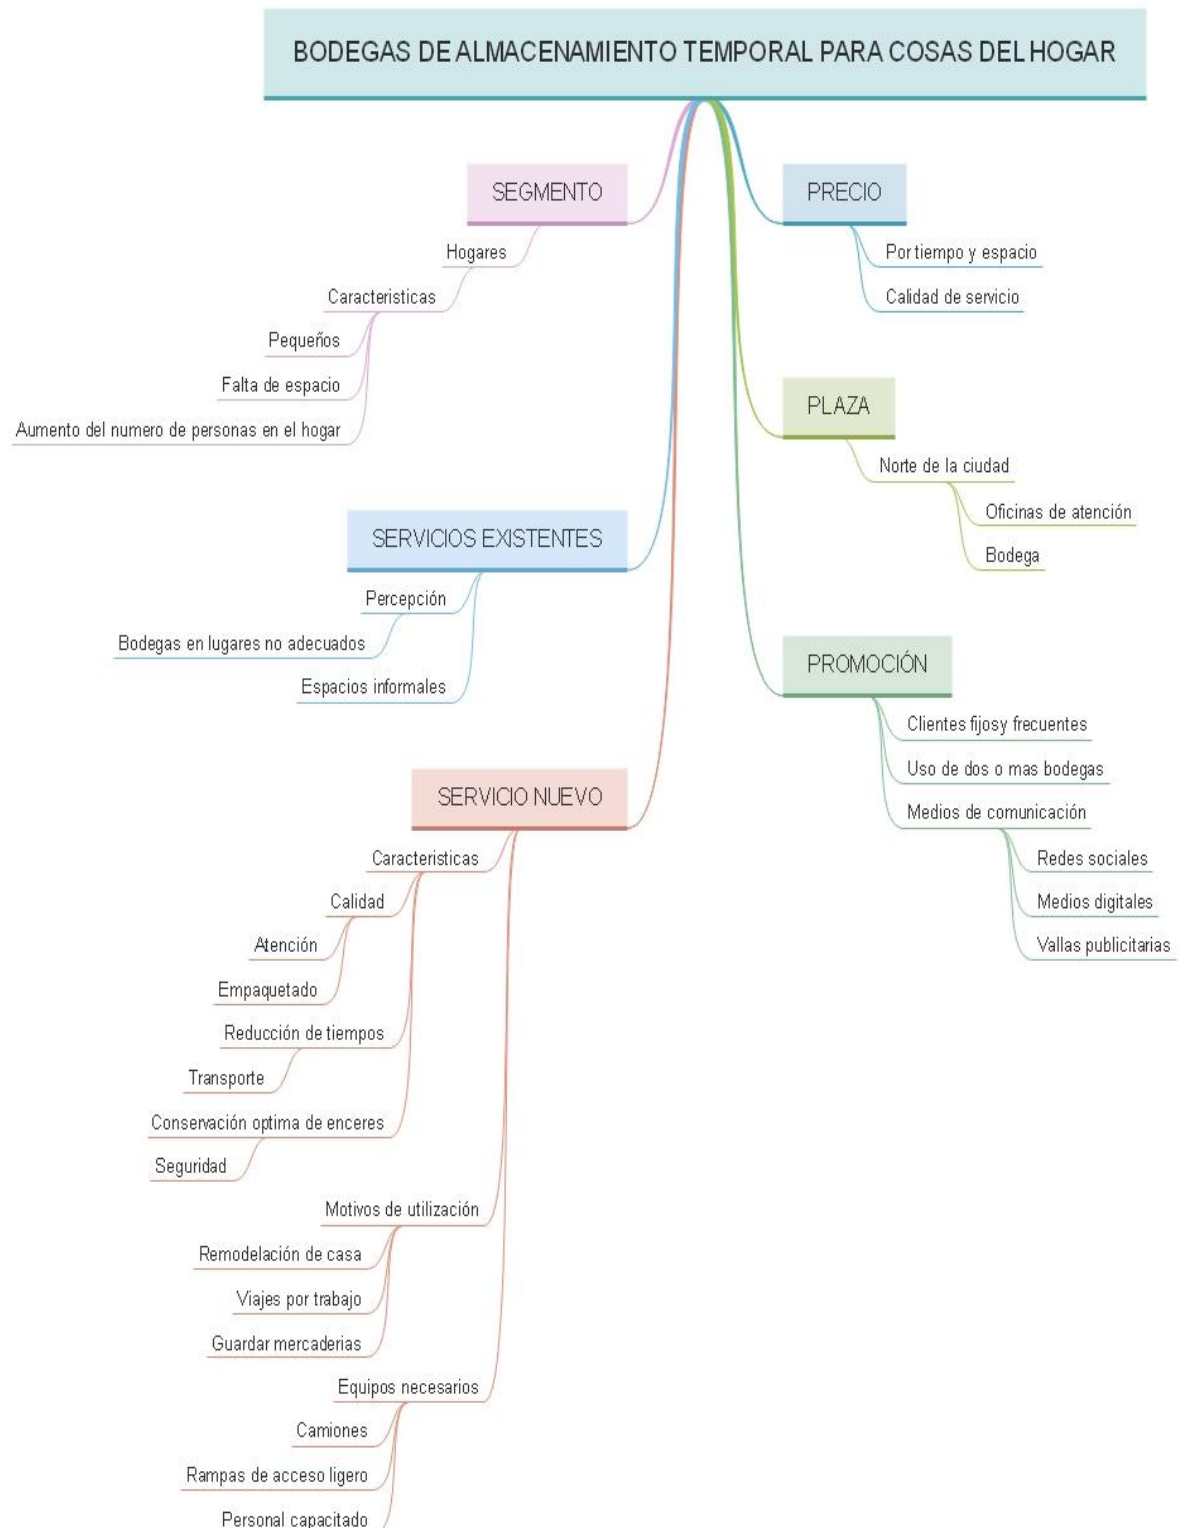 BODEGAS DE ALMACENAMIENTO TEMPORAL PARA COSAS DEL HOGAR
SEGMENTO
Hogares
Caracteristicas
Pequeños
Falta de espacio
Aumento del numero de personas en el hogar
SERVICIOS EXISTENTES
Percepción
Bodegas en lugares no adecuados
Espacios informales
SERVICIO NUEVO
Caracteristicas
Calidad
Atención
Empaquetado
Reducción de tiempos
Transporte
Conservación optima de enceres
Seguridad
Motivos de utilización
Remodelación de casa
Viajes por trabajo
Guardar mercaderias
Equipos necesarios
Camiones
Rampas de acceso ligero
Personal capacitado
PRECIO
Por tiempo y espacio
Calidad de servicio
PLAZA
Norte de la ciudad
Oficinas de atención
Bodega
PROMOCIÓN
Clientes fijosy frecuentes
Uso de dos o mas bodegas
Medios de comunicación
Redes sociales
Medios digitales
Vallas publicitarias